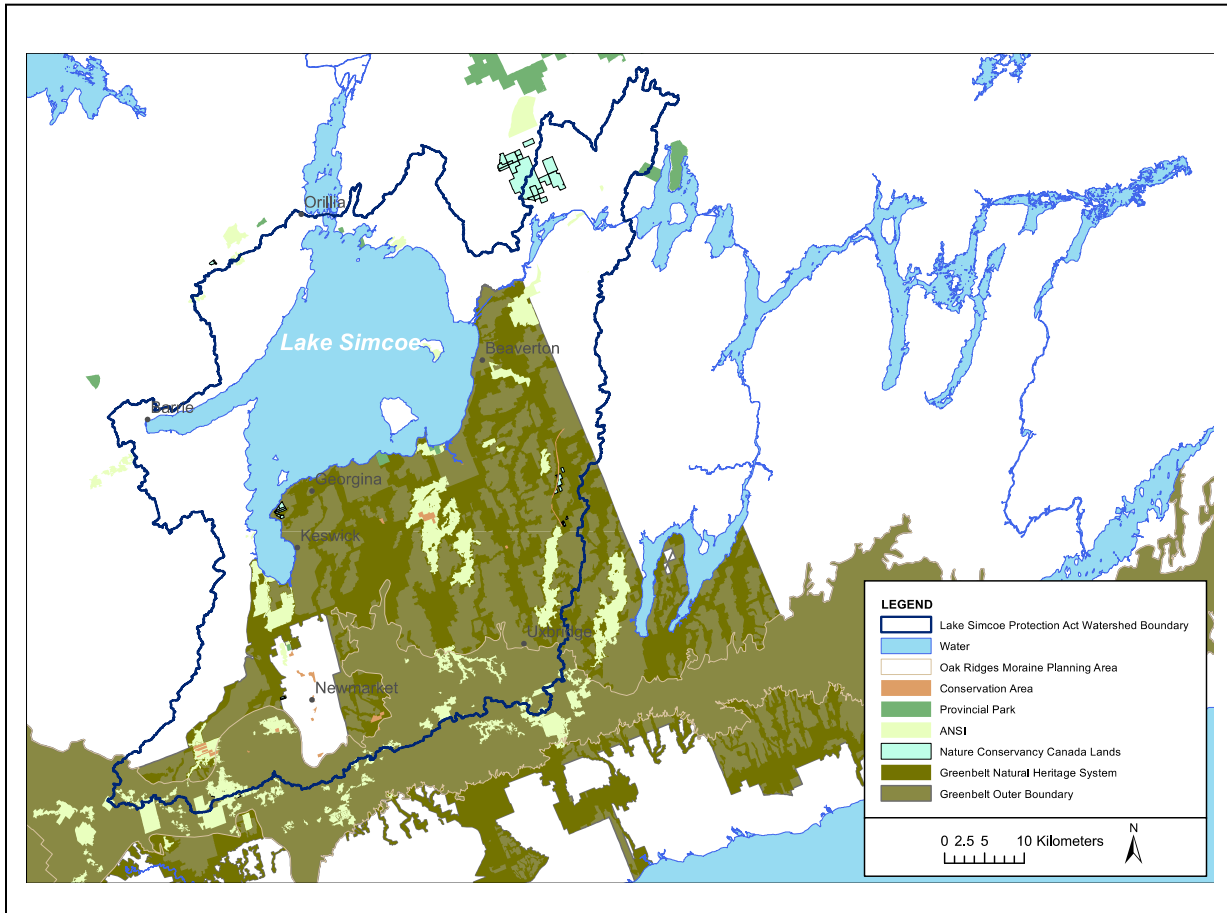 Orillia
Lake Simcoe
Beaverton
Barrie
Georgina
Keswick
Uxbridge
Newmarket
LEGEND
Lake Simcoe Protection Act Watershed Boundary
Water
Oak Ridges Moraine Planning Area
Conservation Area
Provincial Park
ANSI
Nature Conservancy Canada Lands
Greenbelt Natural Heritage System
Greenbelt Outer Boundary
0 2.5 5 10 Kilometers
N